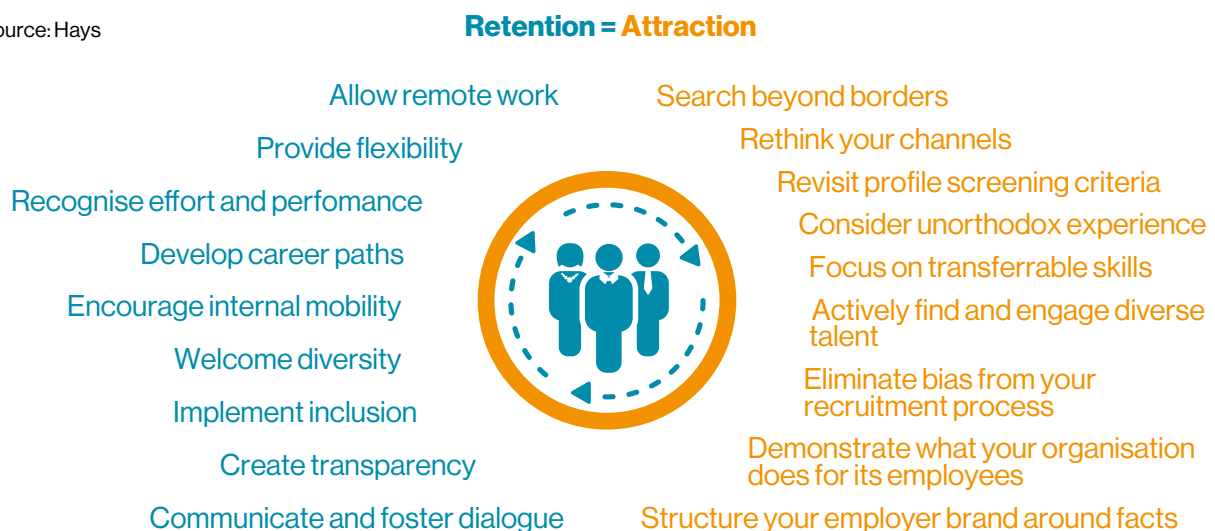 ource: Hays
Retention = Attraction
Allow remote work
Provide flexibility
Recognise effort and perfomance
Develop career paths
Encourage internal mobility
Welcome diversity
Implement inclusion
Create transparency
Communicate and foster dialogue
Search beyond borders
Rethink your channels
Revisit profile screening criteria
Consider unorthodox experience
Focus on transferrable skills
Actively find and engage diverse
talent
Eliminate bias from your
recruitment process
Demonstrate what your organisation
does for its employees
Structure your employer brand around facts